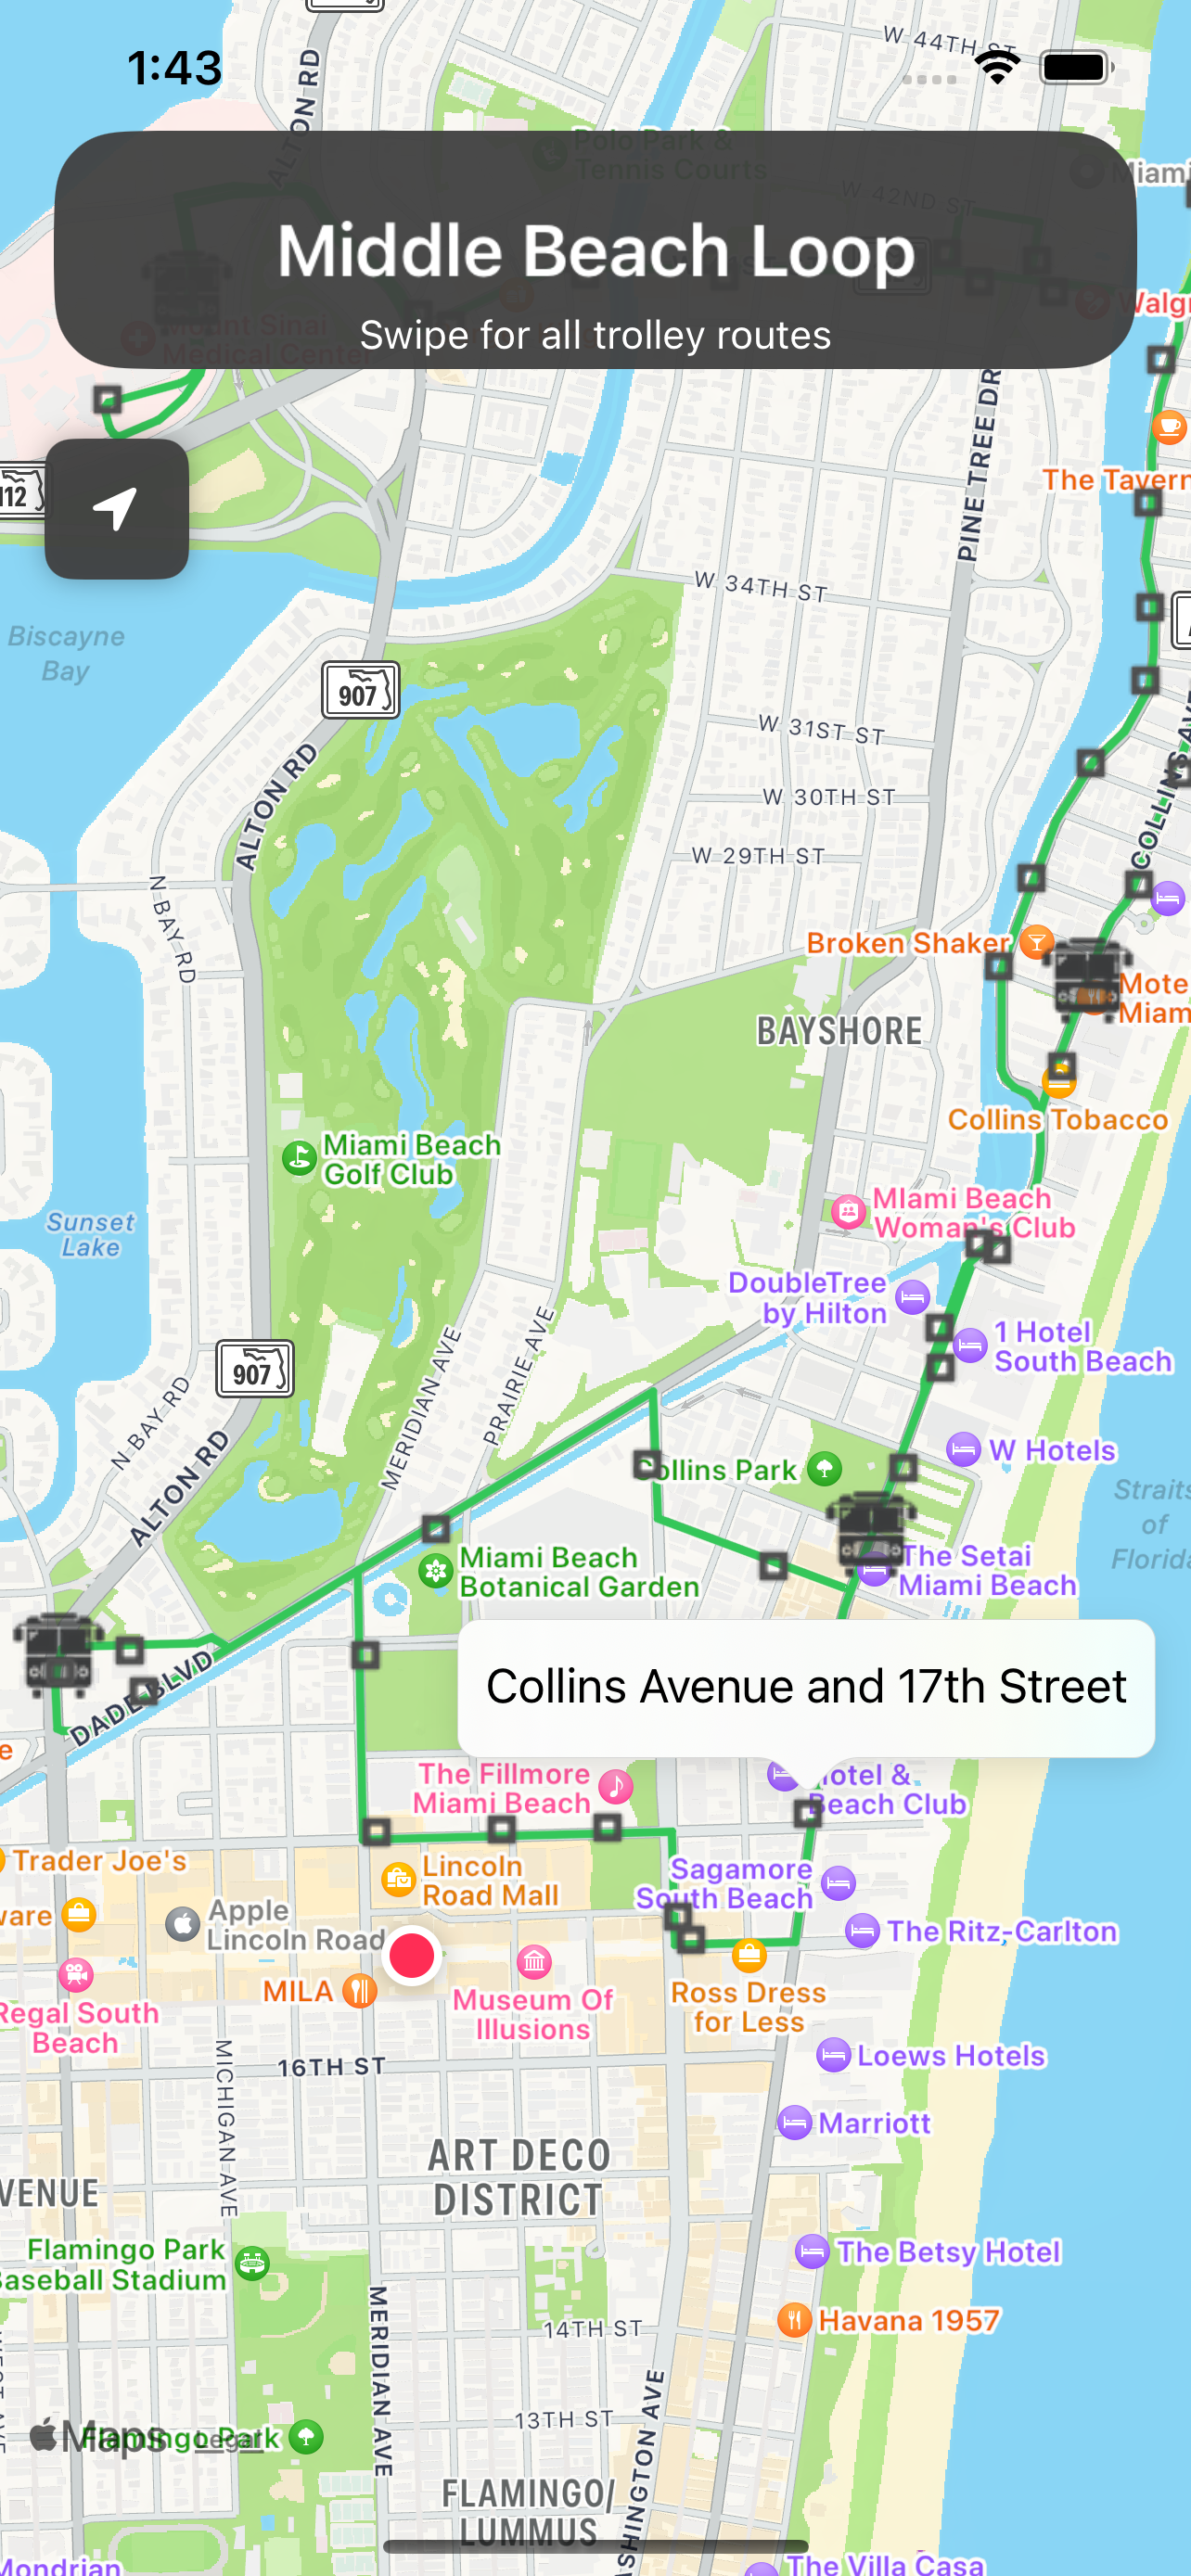 W 44TH ST
1:43
ALTON RD
Polo Park &
Tennis Courts
Miami
W 42ND ST
Middle Beach Loop
Walgr
Mount Sinai
Medical Center
Swipe for all trolley routes
112
PINE TREE DR
The Tavern
W 34TH ST
Biscayne
Bay
907
W 31ST ST
ALTON RD
W 30TH ST
COLLINS AVE
W 29TH ST
N BAY RD
Broken Shaker
Mote
Miam
BAYSHORE
Collins Tobacco
Miami Beach
Golf Club
MIami Beach
Woman's Club
Sunset
Lake
DoubleTree
by Hilton
1 Hotel
South Beach
907
MERIDIAN AVE
PRAIRIE AVE
N BAY RD
ALTON RD
W Hotels
Collins Park
Straits
of
Florida
Miami Beach
Botanical Garden
The Setai
Miami Beach
DADE BLVD
Collins Avenue and 17th Street
e
The Fillmore
Miami Beach
Hotel &
Beach Club
Trader Joe's
Lincoln
Road Mall
Sagamore
South Beach
ware
Apple
Lincoln Road
The Ritz-Carlton
MILA
Museum Of
Illusions
Ross Dress
for Less
Regal South
Beach
16TH ST
Loews Hotels
MICHIGAN AVE
Marriott
ART DECO
DISTRICT
VENUE
Flamingo Park
Baseball Stadium
The Betsy Hotel
MERIDIAN AVE
Havana 1957
14TH ST
WEST AVE
13TH ST
WASHINGTON AVE
Maps
Legal
Flamingo Park
FLAMINGO/
LUMMUS
Mondrian
The Villa Casa